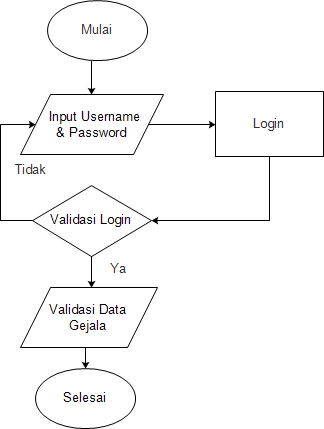 Mulai
Input Username
& Password
Login
Tidak
Validasi Login
Ya
Validasi Data
Gejala
Selesai